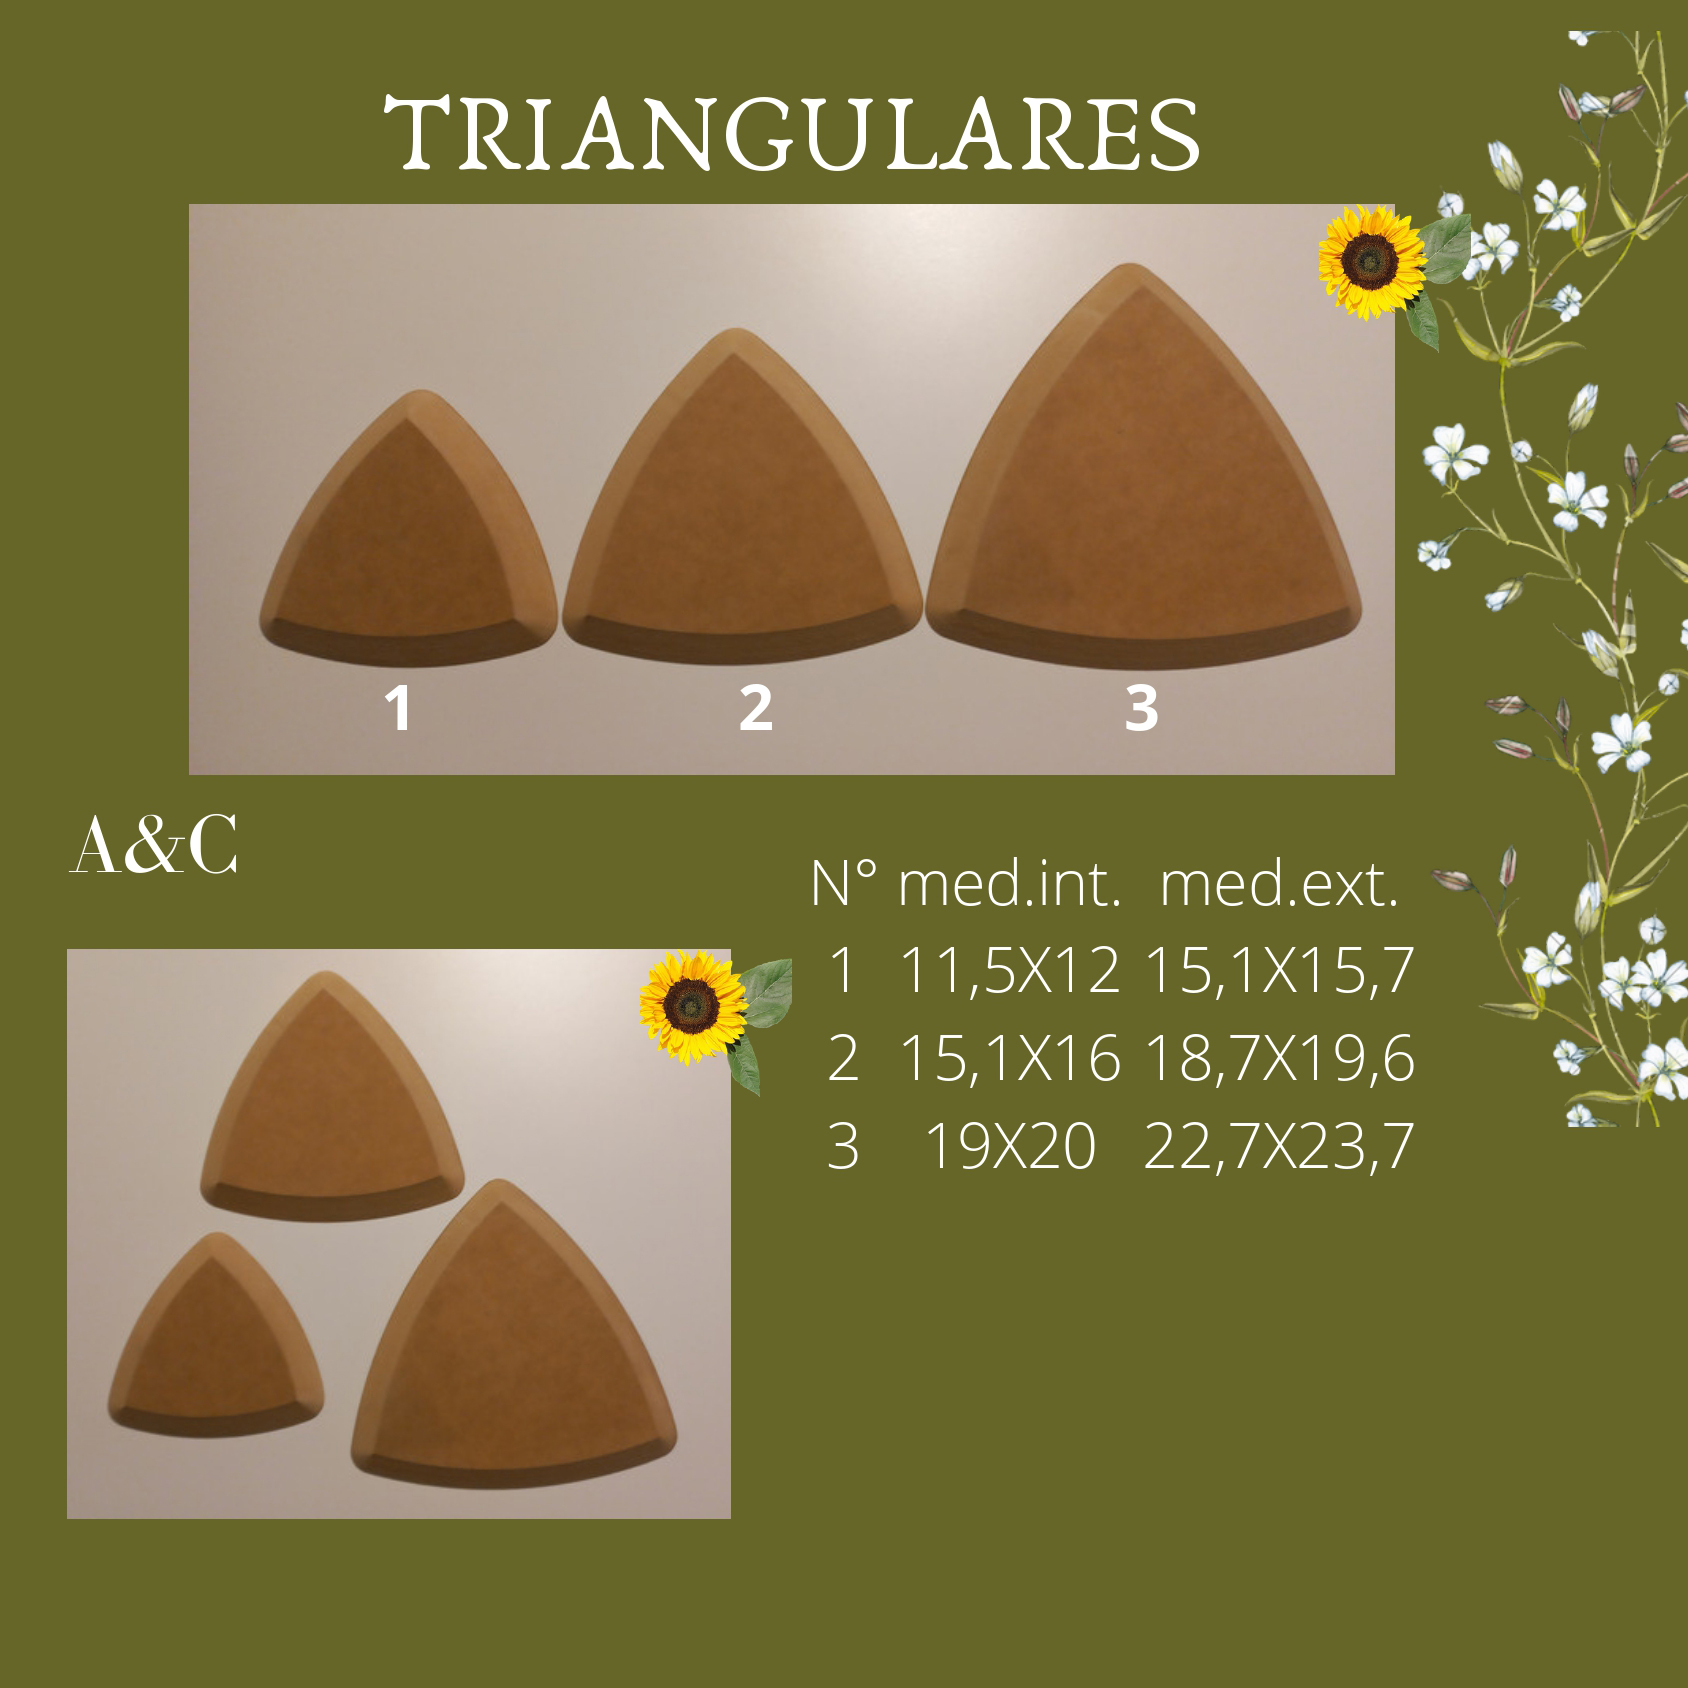 TRIANGULARES
1 2 3
A&C
N° med.int. med.ext.
1 11,5X12 15,1X15,7
2 15,1X16 18,7X19,6
3 19X20 22,7X23,7